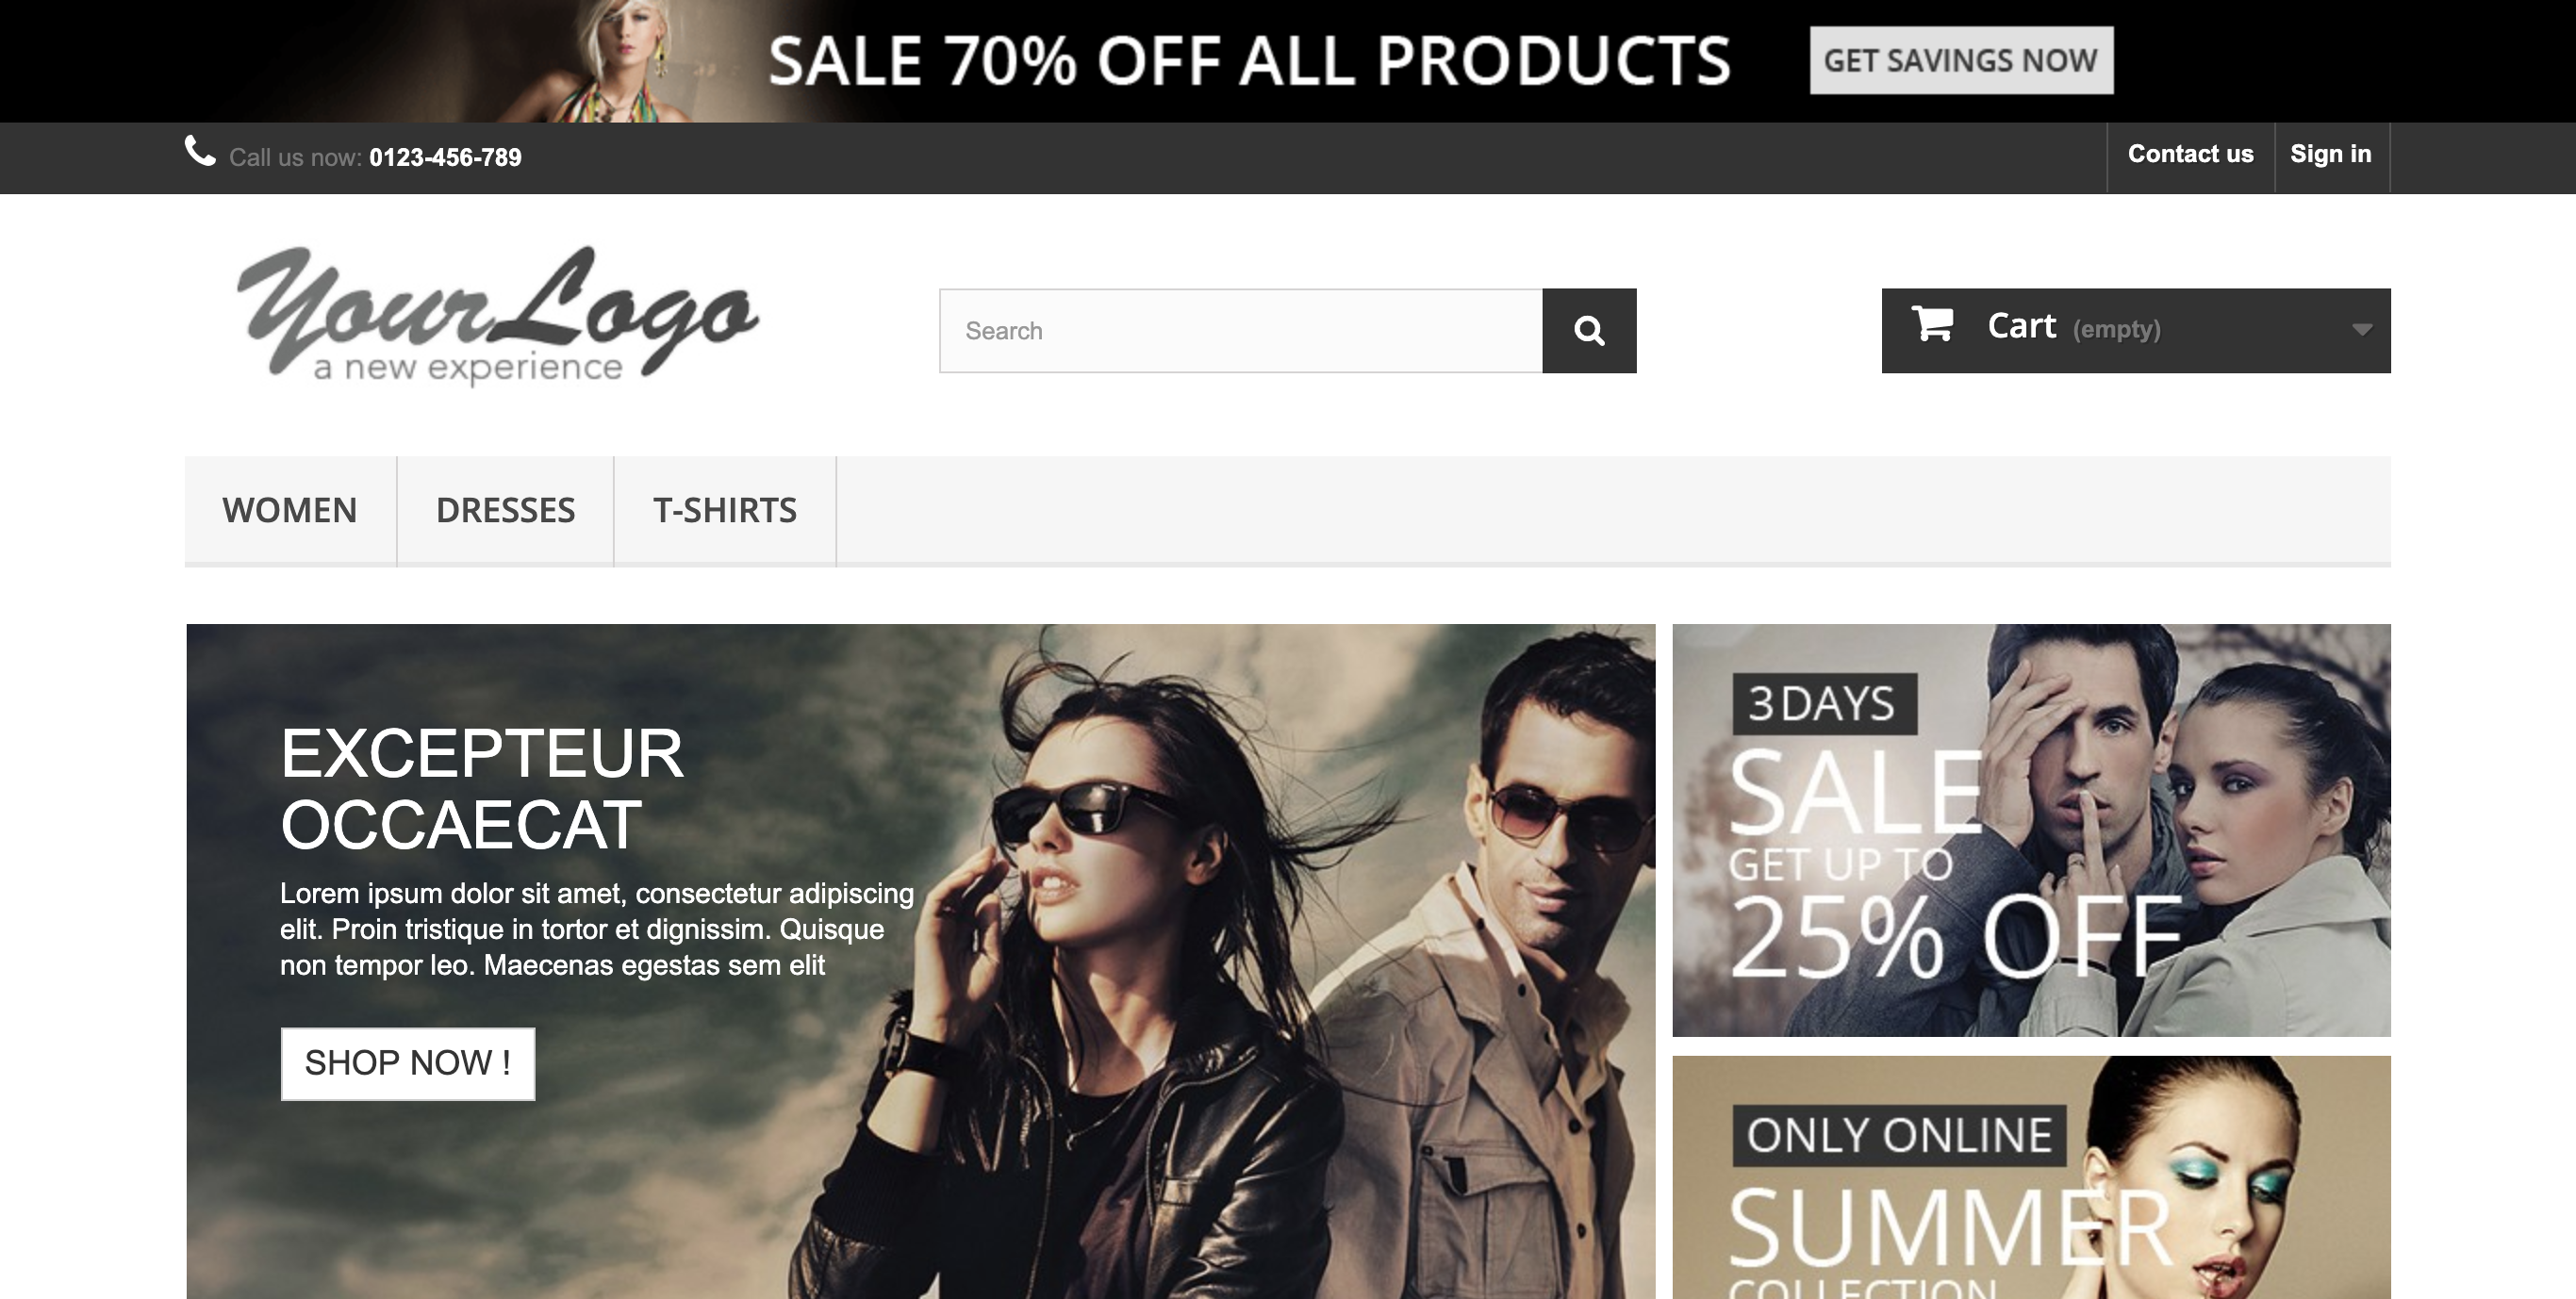 SALE 70% OFF ALL PRODUCTS
GET SAVINGS NOW
Call us now: 0123-456-789
Contact us
Sign in
YourLogo
a new experience
Search
Cart (empty)
WOMEN
DRESSES
T-SHIRTS
EXCEPTEUR
OCCAECAT
Lorem ipsum dolor sit amet, consectetur adipiscing
elit. Proin tristique in tortor et dignissim. Quisque
non tempor leo. Maecenas egestas sem elit
SHOP NOW !
3 DAYS
SALE
GET UP TO
25% OFF
ONLY ONLINE
SUMMER
COLLECTION